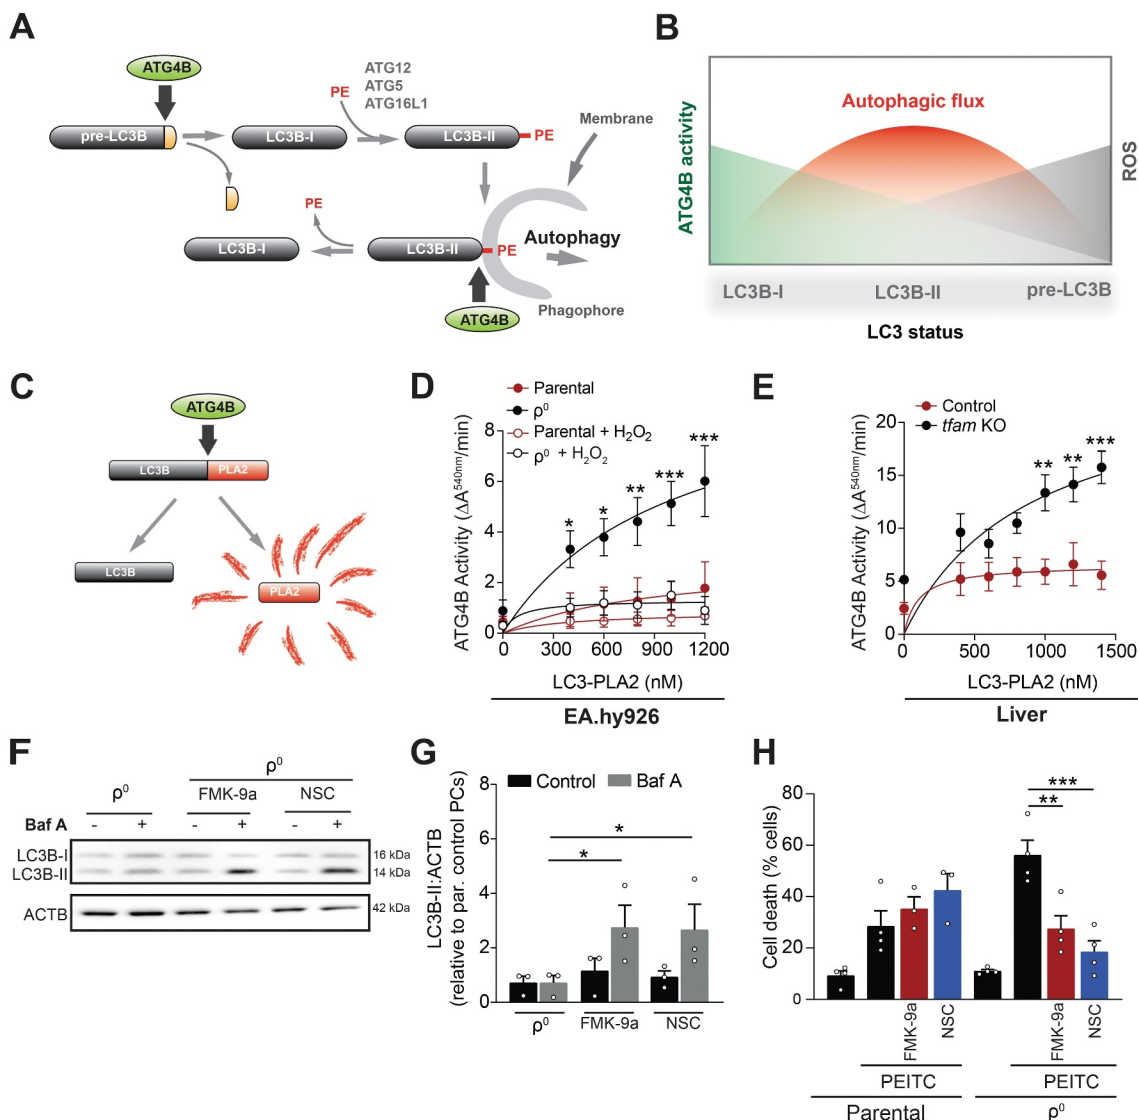 A
ATG4B
pre-LC3B
LC3B-I
PE
ATG12
ATG5
ATG16L1
LC3B-II
PE
Membrane
PE
LC3B-I
LC3B-II
PE
Autophagy
ATG4B
Phagophore
B
Autophagic flux
ATG4B activity
ROS
LC3B-I
LC3B-II
pre-LC3B
LC3 status
C
ATG4B
LC3B
PLA2
LC3B
PLA2
D
Parental
ρ⁰
Parental + H₂O₂
ρ⁰ + H₂O₂
ATG4B Activity (ΔA⁵⁴⁰ⁿᵐ/min)
8
6
4
2
0
* * ** *** ***
0 300 600 900 1200
LC3-PLA2 (nM)
EA.hy926
E
Control
tfam KO
ATG4B Activity (ΔA⁵⁴⁰ⁿᵐ/min)
20
15
10
5
0
** ** ***
0 500 1000 1500
LC3-PLA2 (nM)
Liver
F
ρ⁰
ρ⁰ FMK-9a NSC
Baf A - + - + - +
LC3B-I 16 kDa
LC3B-II 14 kDa
ACTB 42 kDa
G
Control Baf A
LC3B-II:ACTB
(relative to par. control PCs)
8
6
4
2
0
*
*
ρ⁰ FMK-9a NSC
H
Cell death (% cells)
80
60
40
20
0
***
**
FMK-9a NSC FMK-9a NSC
PEITC PEITC
Parental ρ⁰